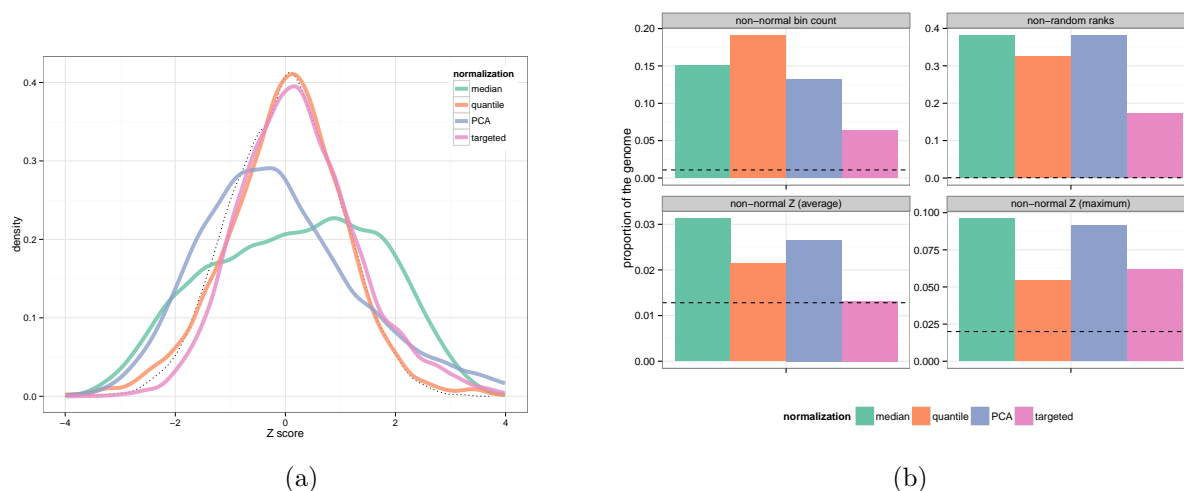 normalization
median
quantile
PCA
targeted
0.4
0.3
0.2
0.1
0.0
density
−4
−2
0
2
4
Z score
(a)
proportion of the genome
non−normal bin count
0.20
0.15
0.10
0.05
0.00
non−random ranks
0.3
0.4
0.2
0.1
0.0
non−normal Z (average)
0.03
0.02
0.01
0.00
non−normal Z (maximum)
0.100
0.075
0.050
0.025
0.000
normalization median quantile PCA targeted
(b)